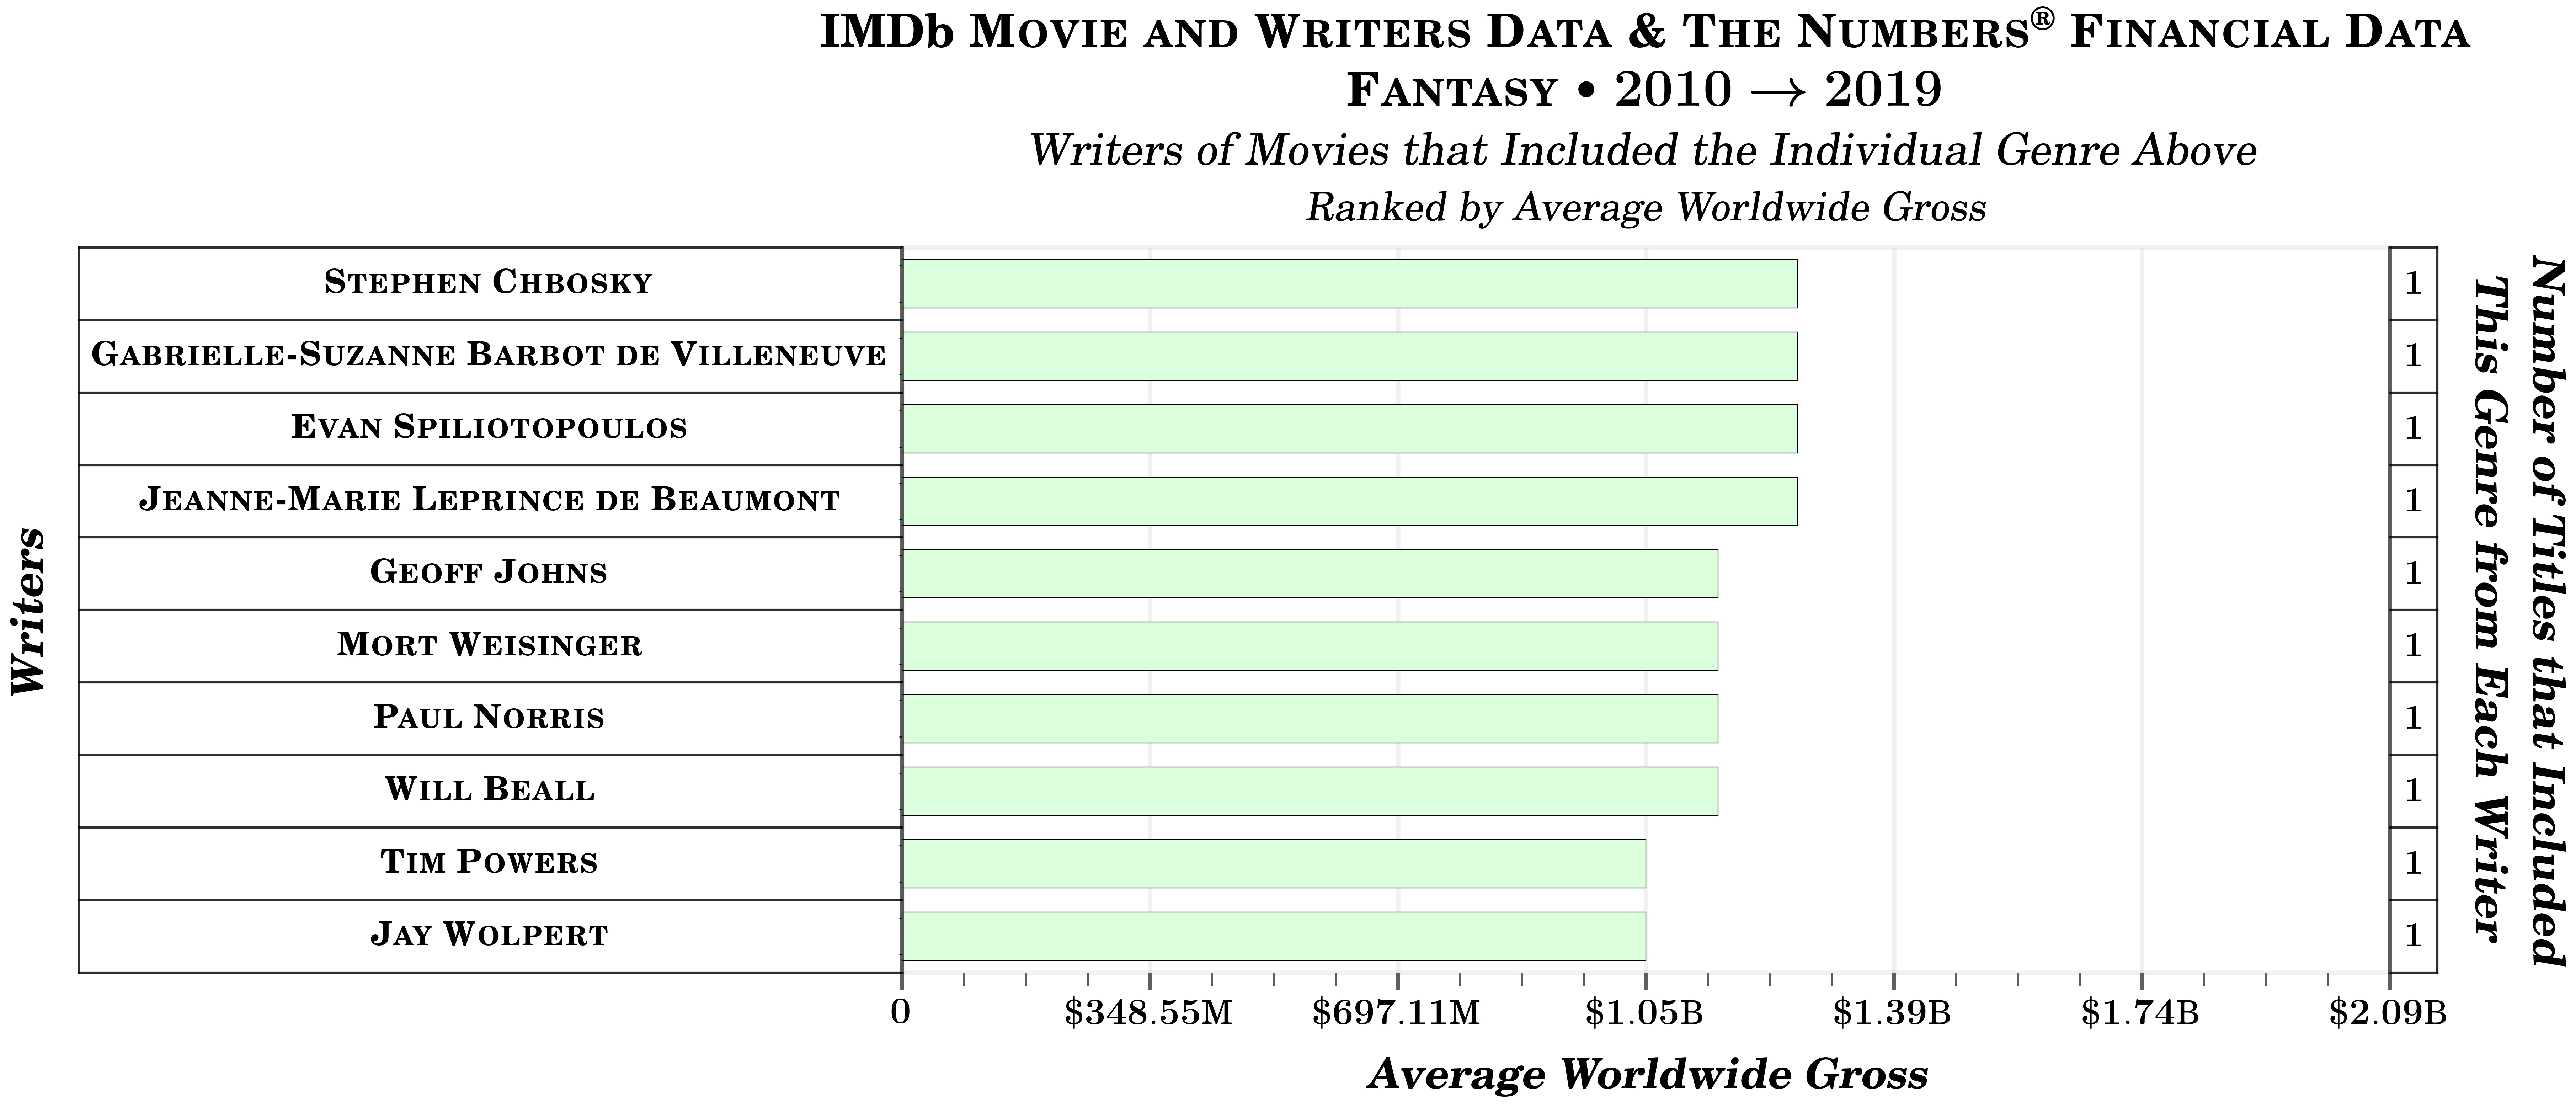 IMDb Movie and Writers Data & The Numbers® Financial Data
Fantasy • 2010 → 2019
Writers of Movies that Included the Individual Genre Above
Ranked by Average Worldwide Gross
Writers
Stephen Chbosky 1
Gabrielle-Suzanne Barbot de Villeneuve 1
Evan Spiliotopoulos 1
Jeanne-Marie Leprince de Beaumont 1
Geoff Johns 1
Mort Weisinger 1
Paul Norris 1
Will Beall 1
Tim Powers 1
Jay Wolpert 1
Number of Titles that Included
This Genre from Each Writer
0 $348.55M $697.11M $1.05B $1.39B $1.74B $2.09B
Average Worldwide Gross